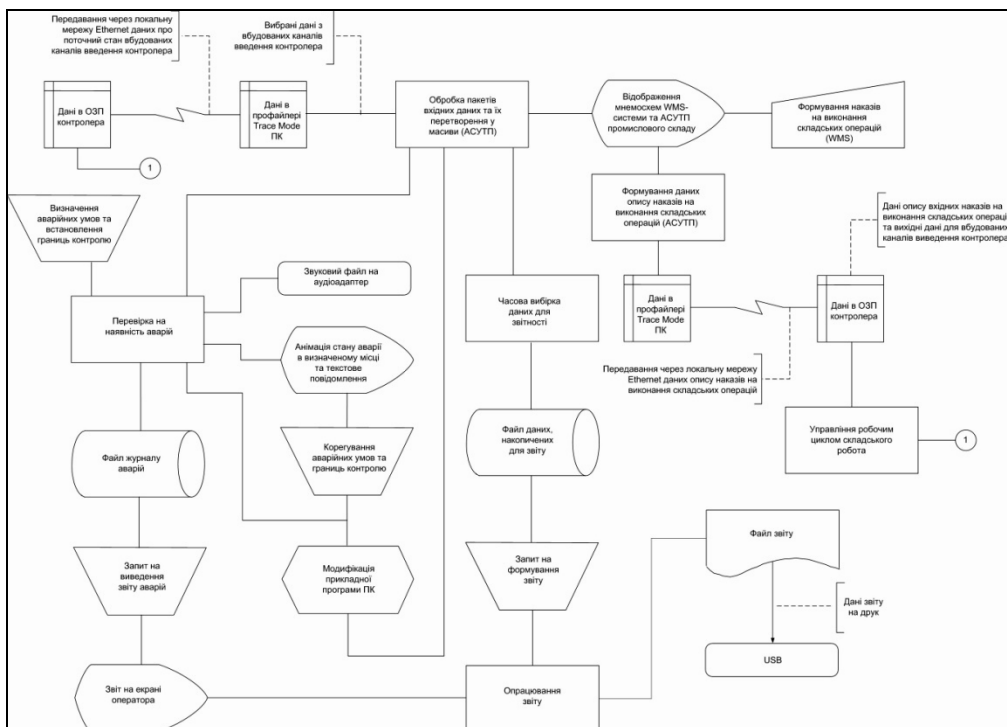 Передавання через локальну
мережу Ethernet даних про
поточний стан вбудованих
каналів введення контролера
Вибрані дані з
вбудованих каналів
введення контролера
Дані в ОЗП
контролера
Дані в
профайлері
Trace Mode
ПК
Обробка пакетів
вхідних даних та їх
перетворення у
масиви (АСУТП)
Відображення
мнемосхем WMS-
системи та АСУТП
промислового складу
Формування наказів
на виконання
складських операцій
(WMS)
1
Визначення
аварійних умов та
встановлення
границь контролю
Формування даних
опису наказів на
виконання складських
операцій (АСУТП)
Дані опису вхідних наказів на
виконання складських операцій
та вихідні дані для вбудованих
каналів виведення контролера
Звуковий файл на
аудіоадаптер
Перевірка на
наявність аварій
Часова вибірка
даних для
звітності
Дані в
профайлері
Trace Mode
ПК
Дані в ОЗП
контролера
Анімація стану аварії
в визначеному місці
та текстове
повідомлення
Передавання через локальну мережу
Ethernet даних опису наказів на
виконання складських операцій
Файл журналу
аварій
Корегування
аварійних умов та
границь контролю
Файл даних,
накопичених
для звіту
Управління робочим
циклом складського
робота
1
Запит на
виведення
звіту аварій
Модифікація
прикладної
програми ПК
Запит на
формування
звіту
Файл звіту
Дані звіту
на друк
USB
Звіт на екрані
оператора
Опрацювання
звіту